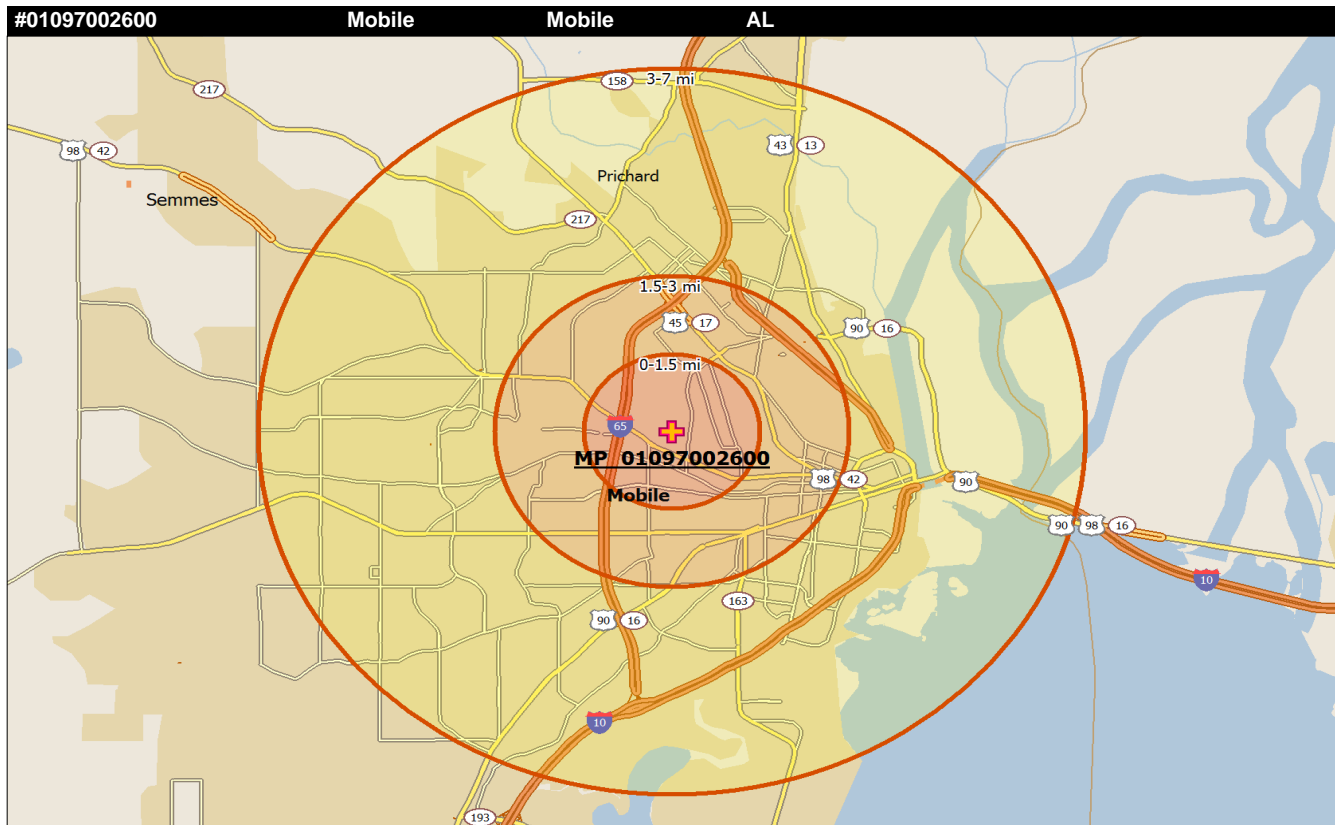 #01097002600 Mobile Mobile AL
3-7 mi
158
217
43 13
98 42
Prichard
Semmes
217
1.5-3 mi
45 17
90 16
0-1.5 mi
65
MP 01097002600
98 42
90
Mobile
90 98 16
10
163
90 16
10
193